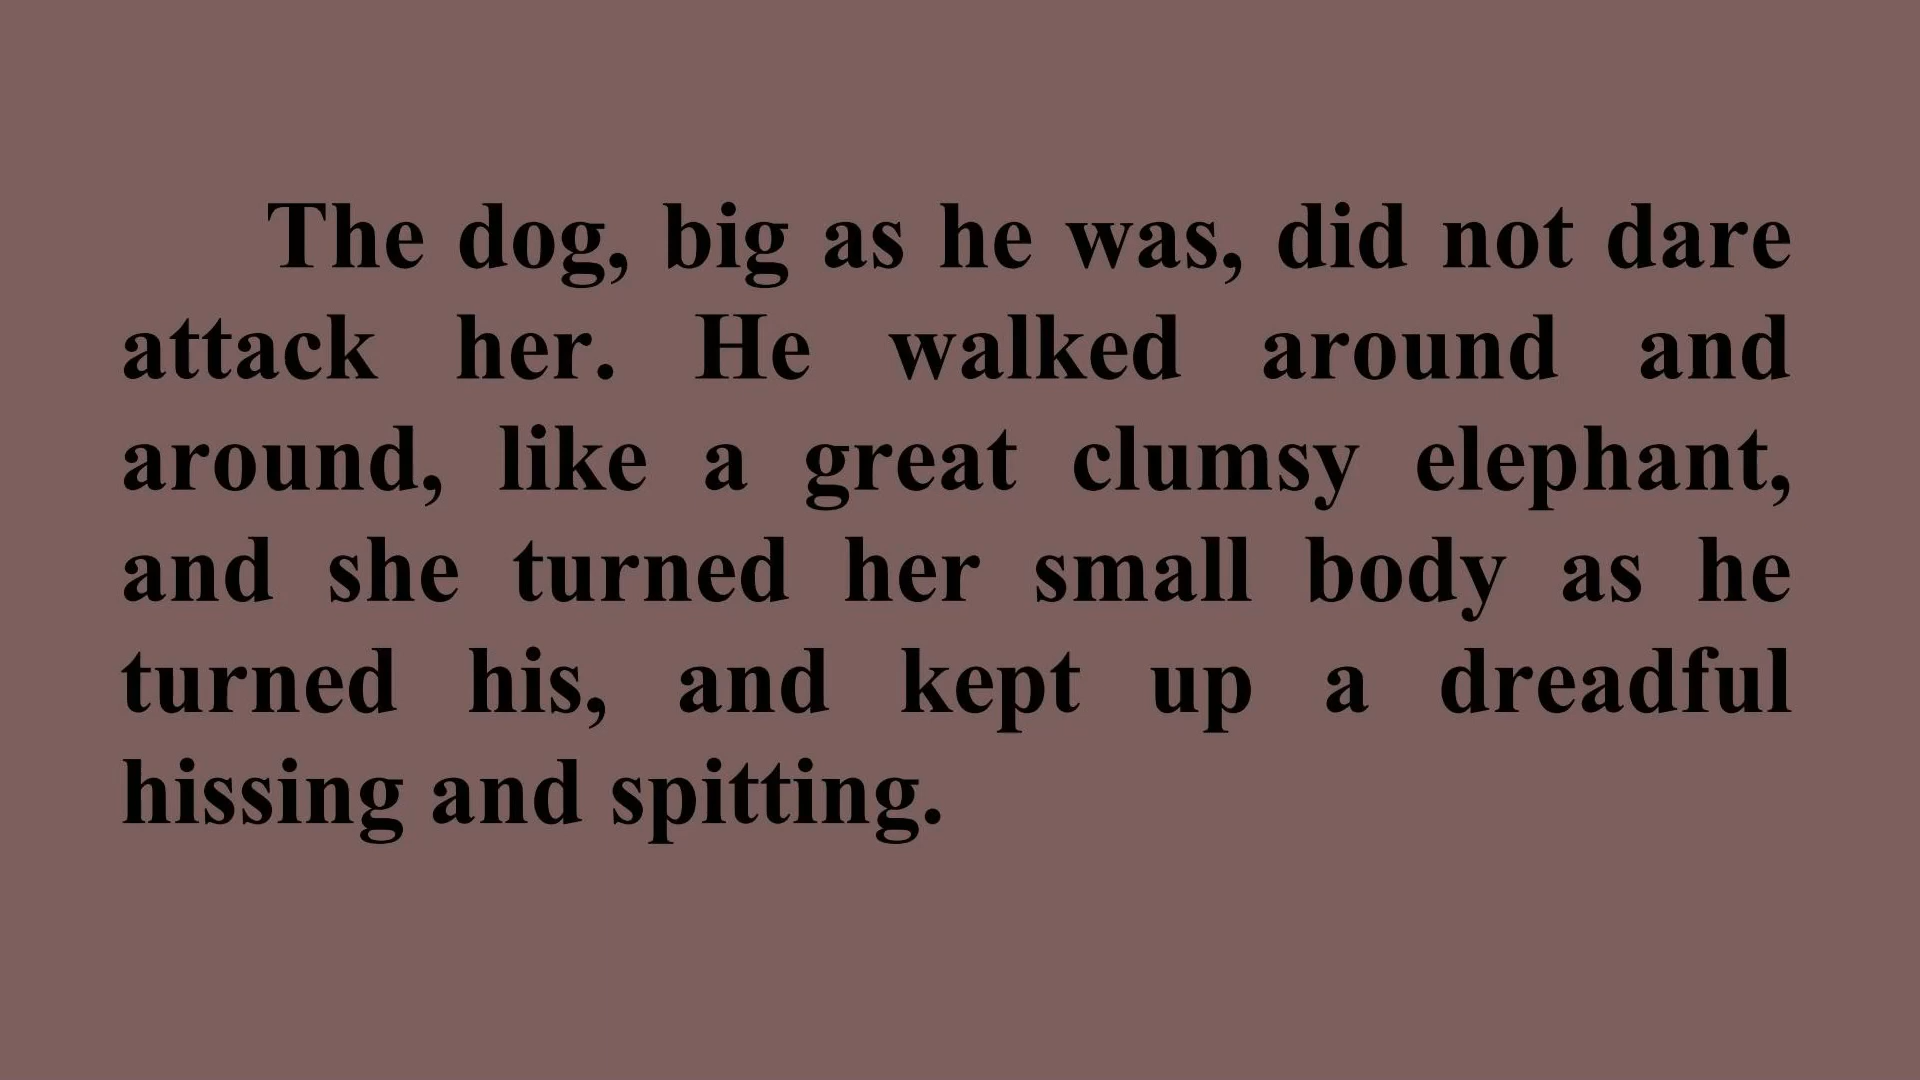 The dog, big as he was, did not dare
attack her. He walked around and
around, like a great clumsy elephant,
and she turned her small body as he
turned his, and kept up a dreadful
hissing and spitting.